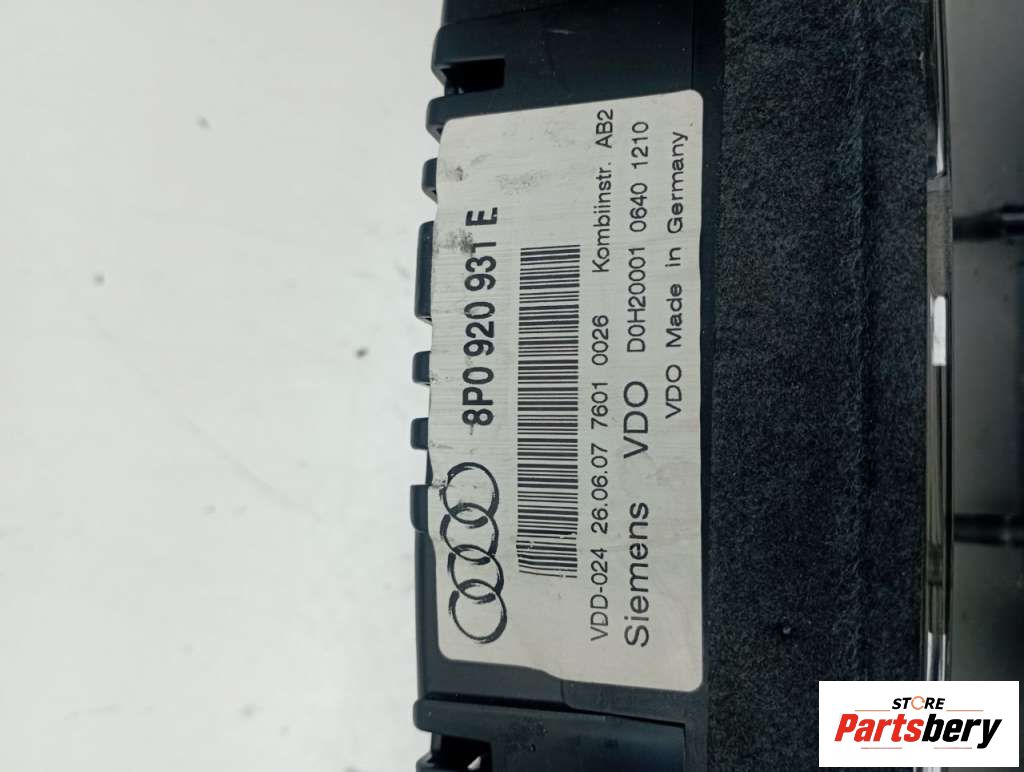 8P0 920 931 E
VDD-024 26.06.07 7601 0026 Kombiinstr. AB2
Siemens VDO D0H20001 0640 1210
VDO Made in Germany
STORE
Partsbery